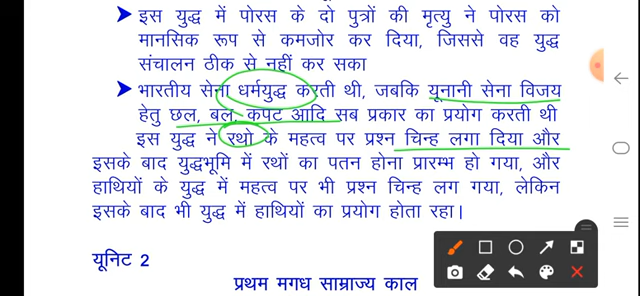 ➤ इस युद्ध में पोरस के दो पुत्रों की मृत्यु ने पोरस को
मानसिक रूप से कमजोर कर दिया, जिससे वह युद्ध
संचालन ठीक से नहीं कर सका
➤ भारतीय सेना धर्मयुद्ध करती थी, जबकि यूनानी सेना विजय
हेतु छल, बल, कपट आदि सब प्रकार का प्रयोग करती थी
इस युद्ध ने रथो के महत्व पर प्रश्न चिन्ह लगा दिया और
इसके बाद युद्धभूमि में रथों का पतन होना प्रारम्भ हो गया, और
हाथियों के युद्ध में महत्व पर भी प्रश्न चिन्ह लग गया, लेकिन
इसके बाद भी युद्ध में हाथियों का प्रयोग होता रहा।
यूनिट 2
प्रथम मगध साम्राज्य काल